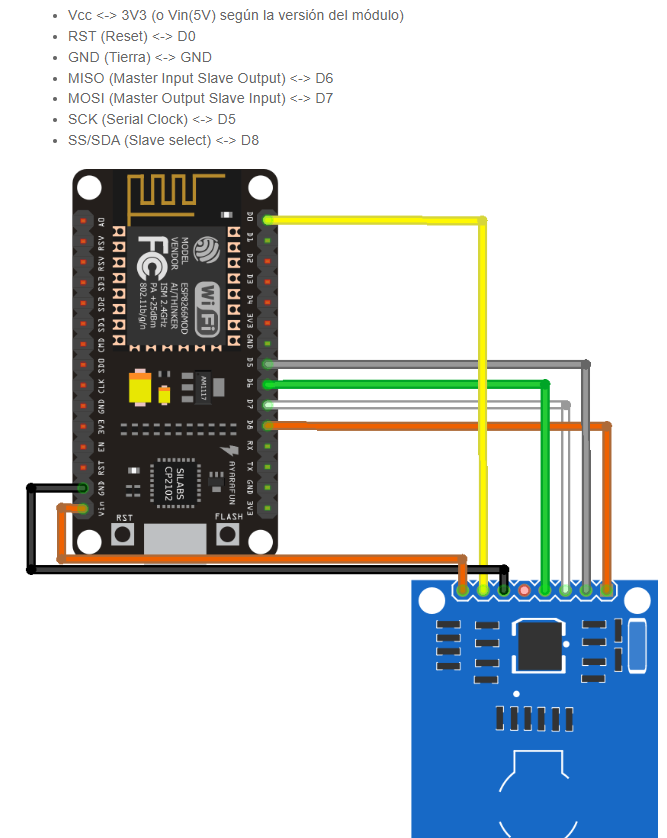 Vcc <-> 3V3 (o Vin(5V) según la versión del módulo)
RST (Reset) <-> D0
GND (Tierra) <-> GND
MISO (Master Input Slave Output) <-> D6
MOSI (Master Output Slave Input) <-> D7
SCK (Serial Clock) <-> D5
SS/SDA (Slave select) <-> D8
A0
RSV
RSV
SD3
SD2
SD1
CMD
SD0
CLK
GND
3V3
EN
RST
GND
Vin
D0
D1
D2
D3
D4
3V3
GND
D5
D6
D7
D8
RX
TX
GND
3V3
MODEL
VENDOR
ESP8266MOD
AI/THINKER
ISM 2.4GHz
PA +25dBm
802.11b/g/n
FC
WiFi
AM1117
SILABS
CP2102
AYARAFUN
RST
FLASH